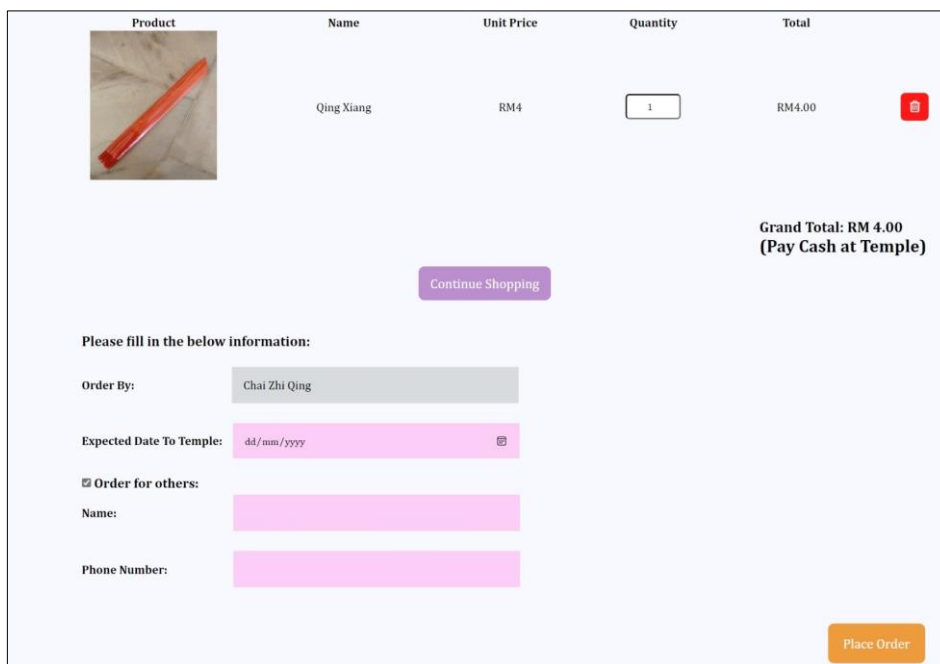 Product Name Unit Price Quantity Total
Qing Xiang RM4 1 RM4.00
Grand Total: RM 4.00
(Pay Cash at Temple)
Continue Shopping
Please fill in the below information:
Order By: Chai Zhi Qing
Expected Date To Temple: dd/mm/yyyy
Order for others:
Name:
Phone Number:
Place Order